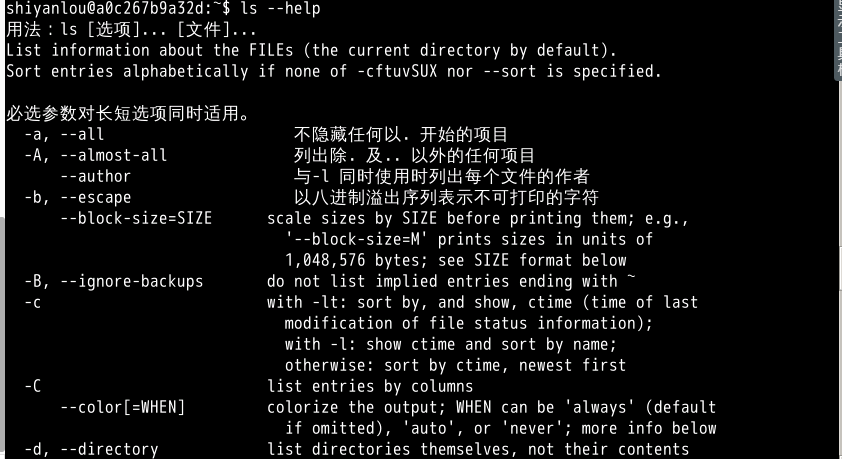 shiyanlou@a0c267b9a32d:~$ ls --help
用法：ls [选项]... [文件]...
List information about the FILEs (the current directory by default).
Sort entries alphabetically if none of -cftuvSUX nor --sort is specified.

必选参数对长短选项同时适用。
  -a, --all                  不隐藏任何以. 开始的项目
  -A, --almost-all           列出除. 及.. 以外的任何项目
      --author               与-l 同时使用时列出每个文件的作者
  -b, --escape               以八进制溢出序列表示不可打印的字符
      --block-size=SIZE      scale sizes by SIZE before printing them; e.g.,
                               '--block-size=M' prints sizes in units of
                               1,048,576 bytes; see SIZE format below
  -B, --ignore-backups       do not list implied entries ending with ~
  -c                         with -lt: sort by, and show, ctime (time of last
                               modification of file status information);
                               with -l: show ctime and sort by name;
                               otherwise: sort by ctime, newest first
  -C                         list entries by columns
      --color[=WHEN]         colorize the output; WHEN can be 'always' (default
                               if omitted), 'auto', or 'never'; more info below
  -d, --directory            list directories themselves, not their contents